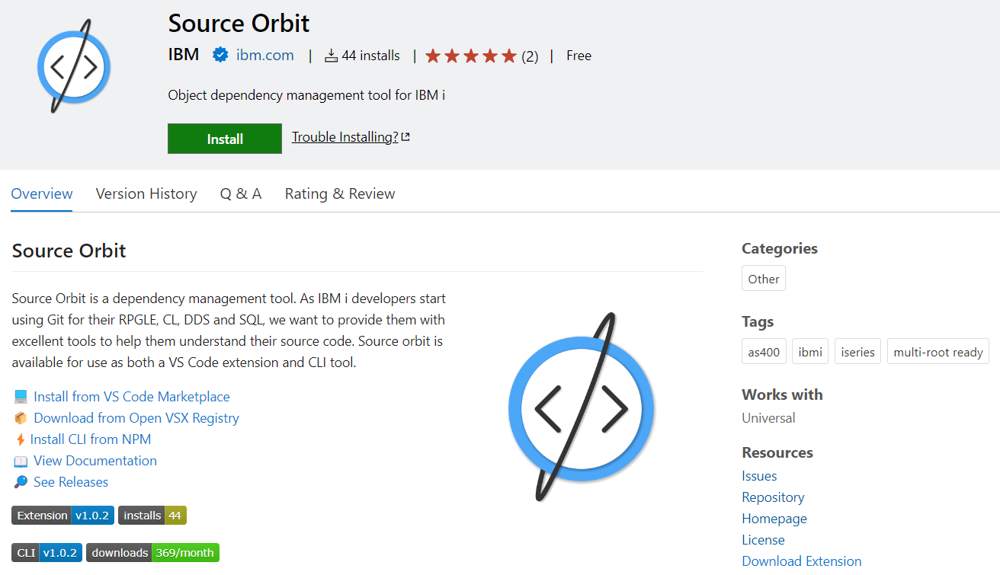 Source Orbit
IBM ibm.com | 44 installs | (2) | Free
Object dependency management tool for IBM i
Install Trouble Installing?
Overview Version History Q & A Rating & Review
Source Orbit
Source Orbit is a dependency management tool. As IBM i developers start
using Git for their RPGLE, CL, DDS and SQL, we want to provide them with
excellent tools to help them understand their source code. Source orbit is
available for use as both a VS Code extension and CLI tool.
Install from VS Code Marketplace
Download from Open VSX Registry
Install CLI from NPM
View Documentation
See Releases
Extension v1.0.2 installs 44
CLI v1.0.2 downloads 369/month
Categories
Other
Tags
as400 ibmi iseries multi-root ready
Works with
Universal
Resources
Issues
Repository
Homepage
License
Download Extension